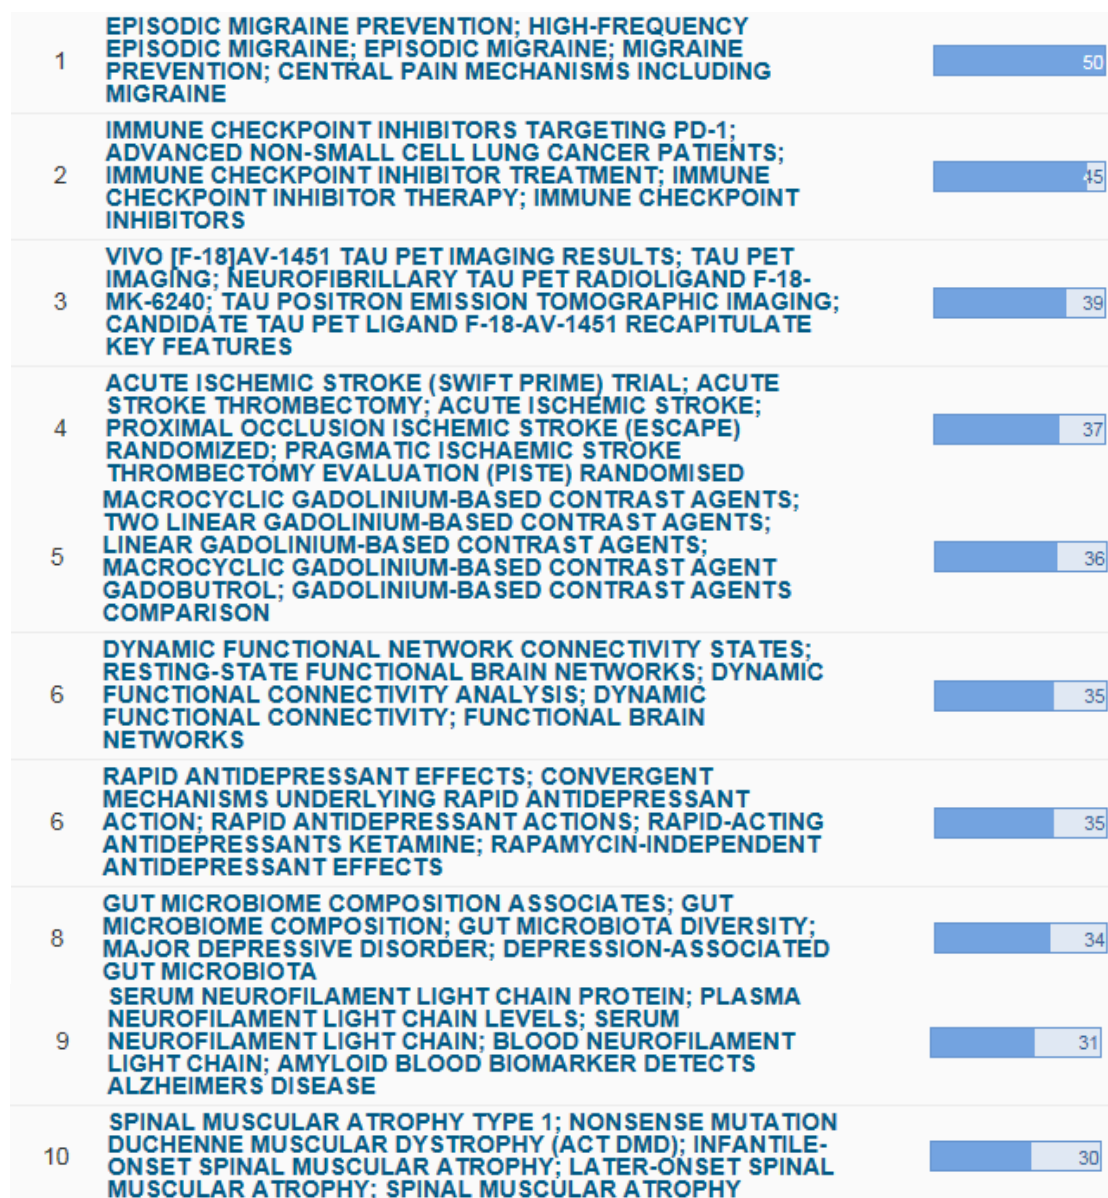 EPISODIC MIGRAINE PREVENTION; HIGH-FREQUENCY
EPISODIC MIGRAINE; EPISODIC MIGRAINE; MIGRAINE
1
PREVENTION; CENTRAL PAIN MECHANISMS INCLUDING
50
MIGRAINE
IMMUNE CHECKPOINT INHIBITORS TARGETING PD-1;
ADVANCED NON-SMALL CELL LUNG CANCER PATIENTS;
2
IMMUNE CHECKPOINT INHIBITOR TREATMENT; IMMUNE
45
CHECKPOINT INHIBITOR THERAPY; IMMUNE CHECKPOINT
INHIBITORS
VIVO [F-18]AV-1451 TAU PET IMAGING RESULTS; TAU PET
IMAGING; NEUROFIBRILLARY TAU PET RADIOLIGAND F-18-
3
MK-6240; TAU POSITRON EMISSION TOMOGRAPHIC IMAGING;
39
CANDIDATE TAU PET LIGAND F-18-AV-1451 RECAPITULATE
KEY FEATURES
ACUTE ISCHEMIC STROKE (SWIFT PRIME) TRIAL; ACUTE
STROKE THROMBECTOMY; ACUTE ISCHEMIC STROKE;
4
PROXIMAL OCCLUSION ISCHEMIC STROKE (ESCAPE)
37
RANDOMIZED; PRAGMATIC ISCHAEMIC STROKE
THROMBECTOMY EVALUATION (PISTE) RANDOMISED
MACROCYCLIC GADOLINIUM-BASED CONTRAST AGENTS;
TWO LINEAR GADOLINIUM-BASED CONTRAST AGENTS;
LINEAR GADOLINIUM-BASED CONTRAST AGENTS;
5
MACROCYCLIC GADOLINIUM-BASED CONTRAST AGENT
36
GADOBUTROL; GADOLINIUM-BASED CONTRAST AGENTS
COMPARISON
DYNAMIC FUNCTIONAL NETWORK CONNECTIVITY STATES;
RESTING-STATE FUNCTIONAL BRAIN NETWORKS; DYNAMIC
6
FUNCTIONAL CONNECTIVITY ANALYSIS; DYNAMIC
35
FUNCTIONAL CONNECTIVITY; FUNCTIONAL BRAIN
NETWORKS
RAPID ANTIDEPRESSANT EFFECTS; CONVERGENT
MECHANISMS UNDERLYING RAPID ANTIDEPRESSANT
6
ACTION; RAPID ANTIDEPRESSANT ACTIONS; RAPID-ACTING
35
ANTIDEPRESSANTS KETAMINE; RAPAMYCIN-INDEPENDENT
ANTIDEPRESSANT EFFECTS
GUT MICROBIOME COMPOSITION ASSOCIATES; GUT
MICROBIOME COMPOSITION; GUT MICROBIOTA DIVERSITY;
8
MAJOR DEPRESSIVE DISORDER; DEPRESSION-ASSOCIATED
34
GUT MICROBIOTA
SERUM NEUROFILAMENT LIGHT CHAIN PROTEIN; PLASMA
NEUROFILAMENT LIGHT CHAIN LEVELS; SERUM
9
NEUROFILAMENT LIGHT CHAIN; BLOOD NEUROFILAMENT
31
LIGHT CHAIN; AMYLOID BLOOD BIOMARKER DETECTS
ALZHEIMERS DISEASE
SPINAL MUSCULAR ATROPHY TYPE 1; NONSENSE MUTATION
DUCHENNE MUSCULAR DYSTROPHY (ACT DMD); INFANTILE-
10
ONSET SPINAL MUSCULAR ATROPHY; LATER-ONSET SPINAL
30
MUSCULAR ATROPHY; SPINAL MUSCULAR ATROPHY